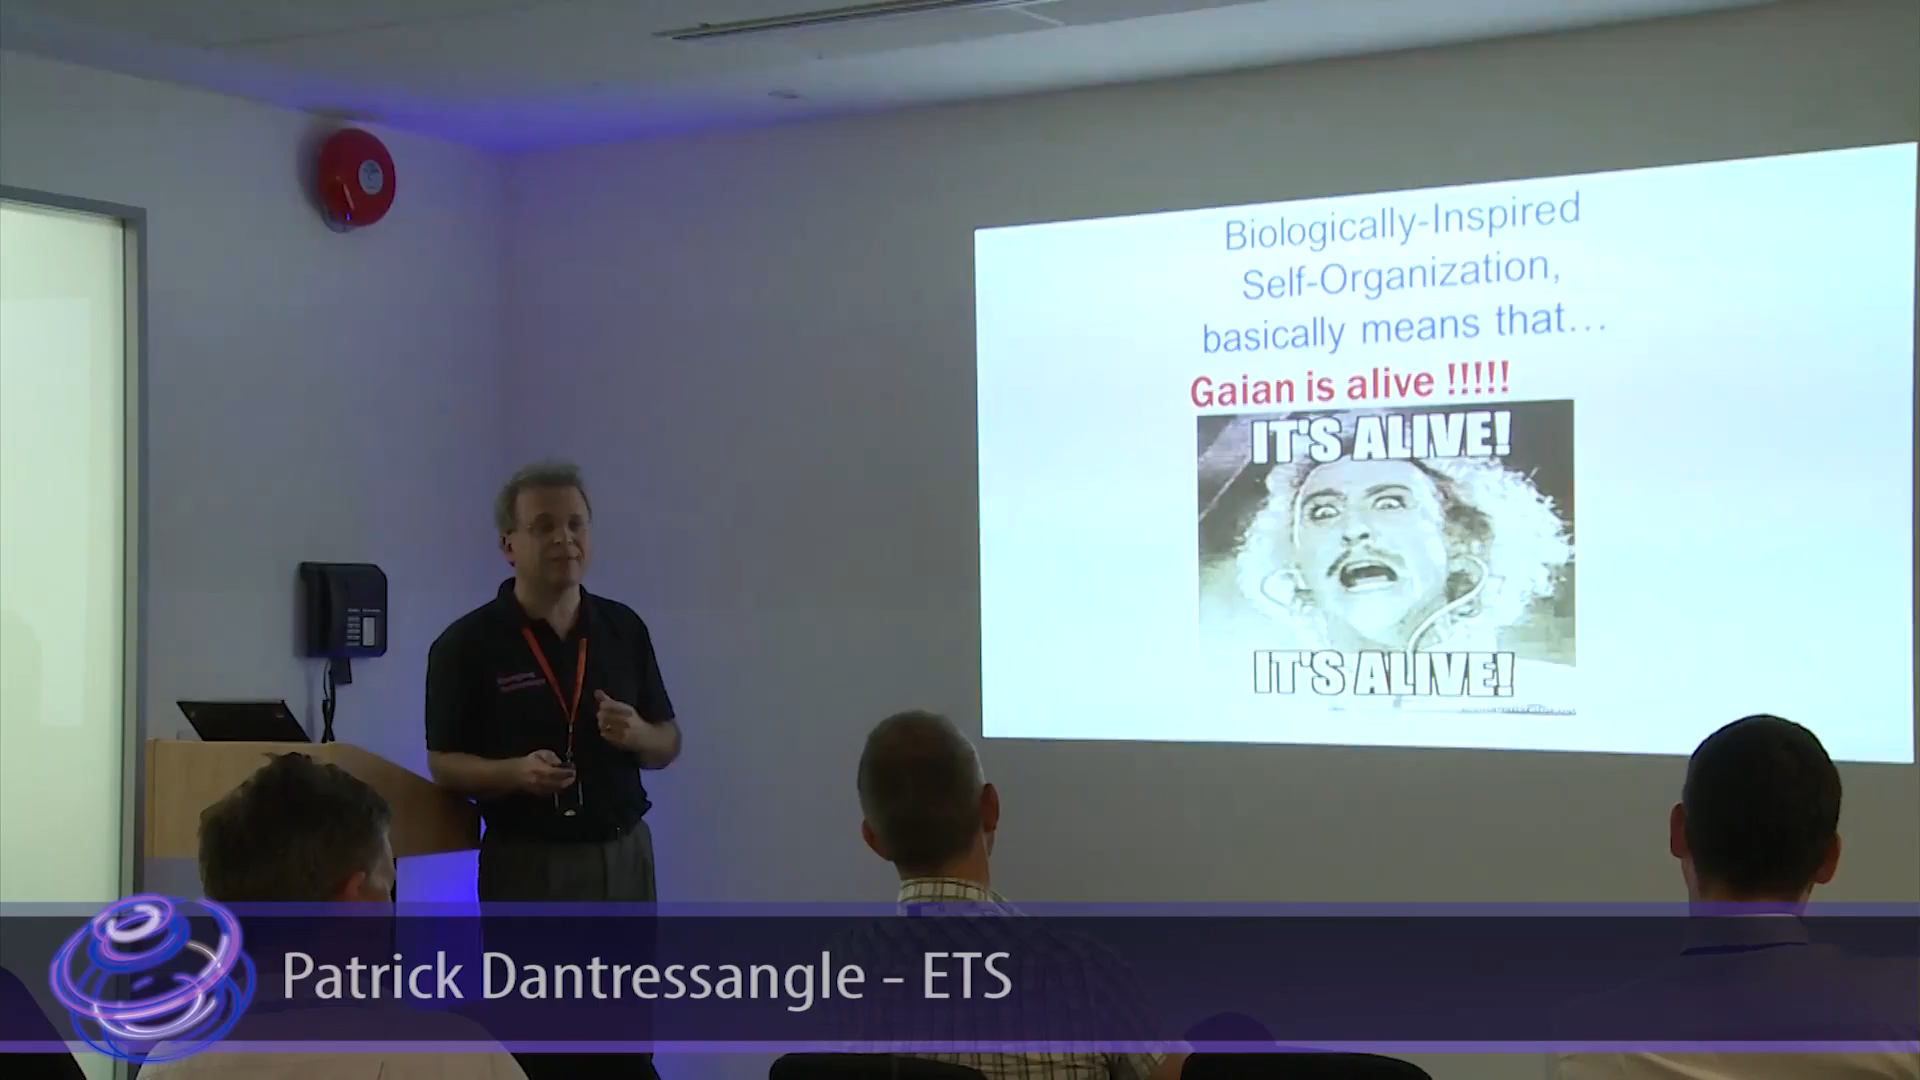 Biologically-Inspired
Self-Organization,
basically means that...
Gaian is alive !!!!!
IT'S ALIVE!
IT'S ALIVE!
Patrick Dantressangle - ETS